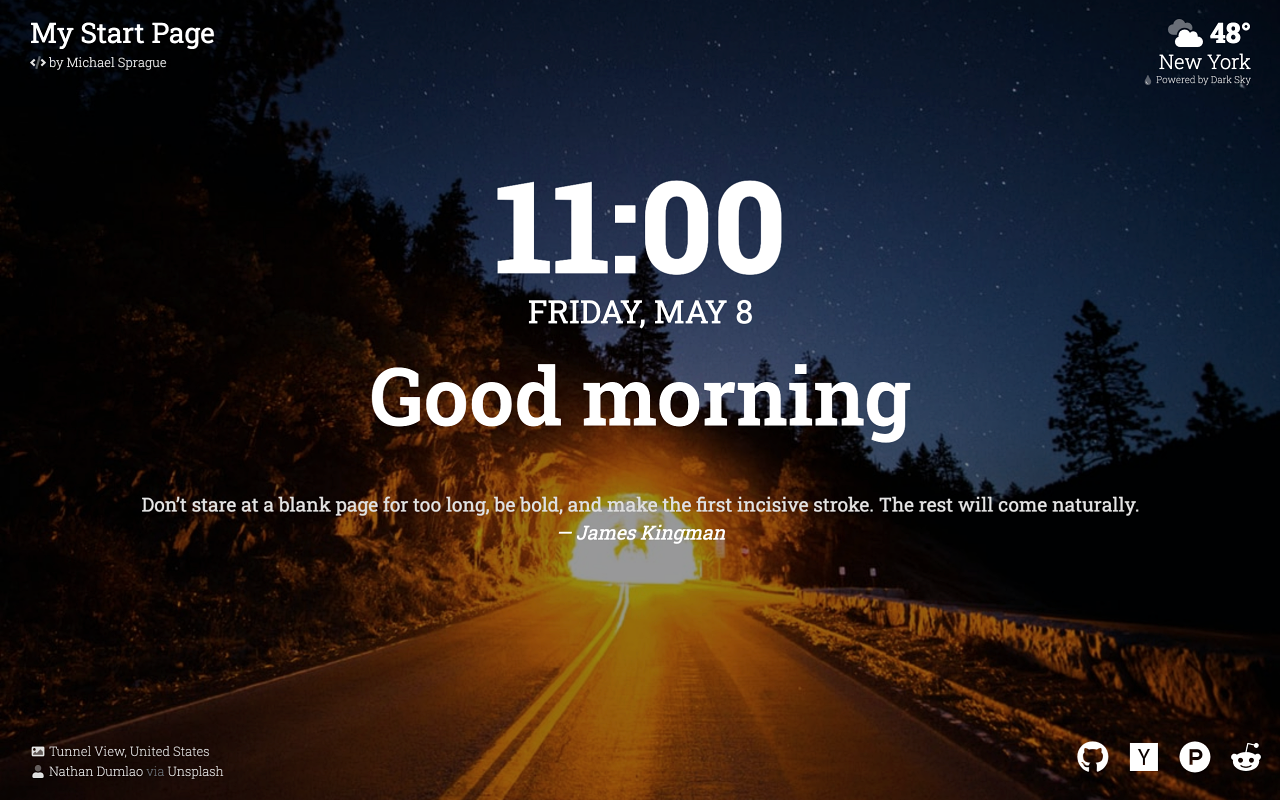 My Start Page
by Michael Sprague
48°
New York
Powered by Dark Sky
11:00
FRIDAY, MAY 8
Good morning
Don’t stare at a blank page for too long, be bold, and make the first incisive stroke. The rest will come naturally.
— James Kingman
Tunnel View, United States
Nathan Dumlao via Unsplash
Y
P